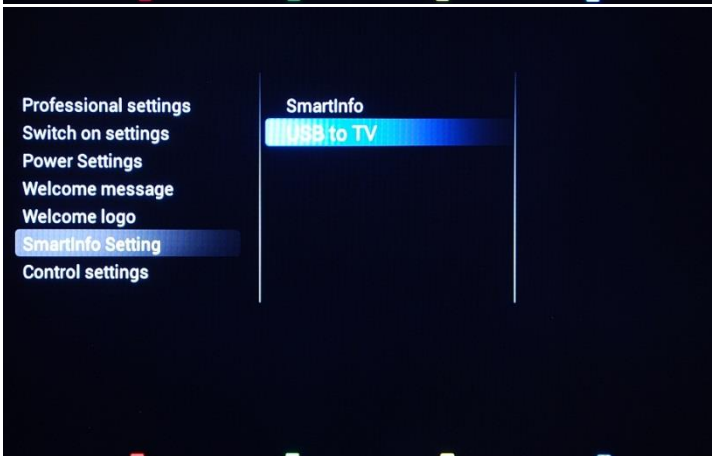 Professional settings
Switch on settings
Power Settings
Welcome message
Welcome logo
SmartInfo Setting
Control settings
SmartInfo
USB to TV